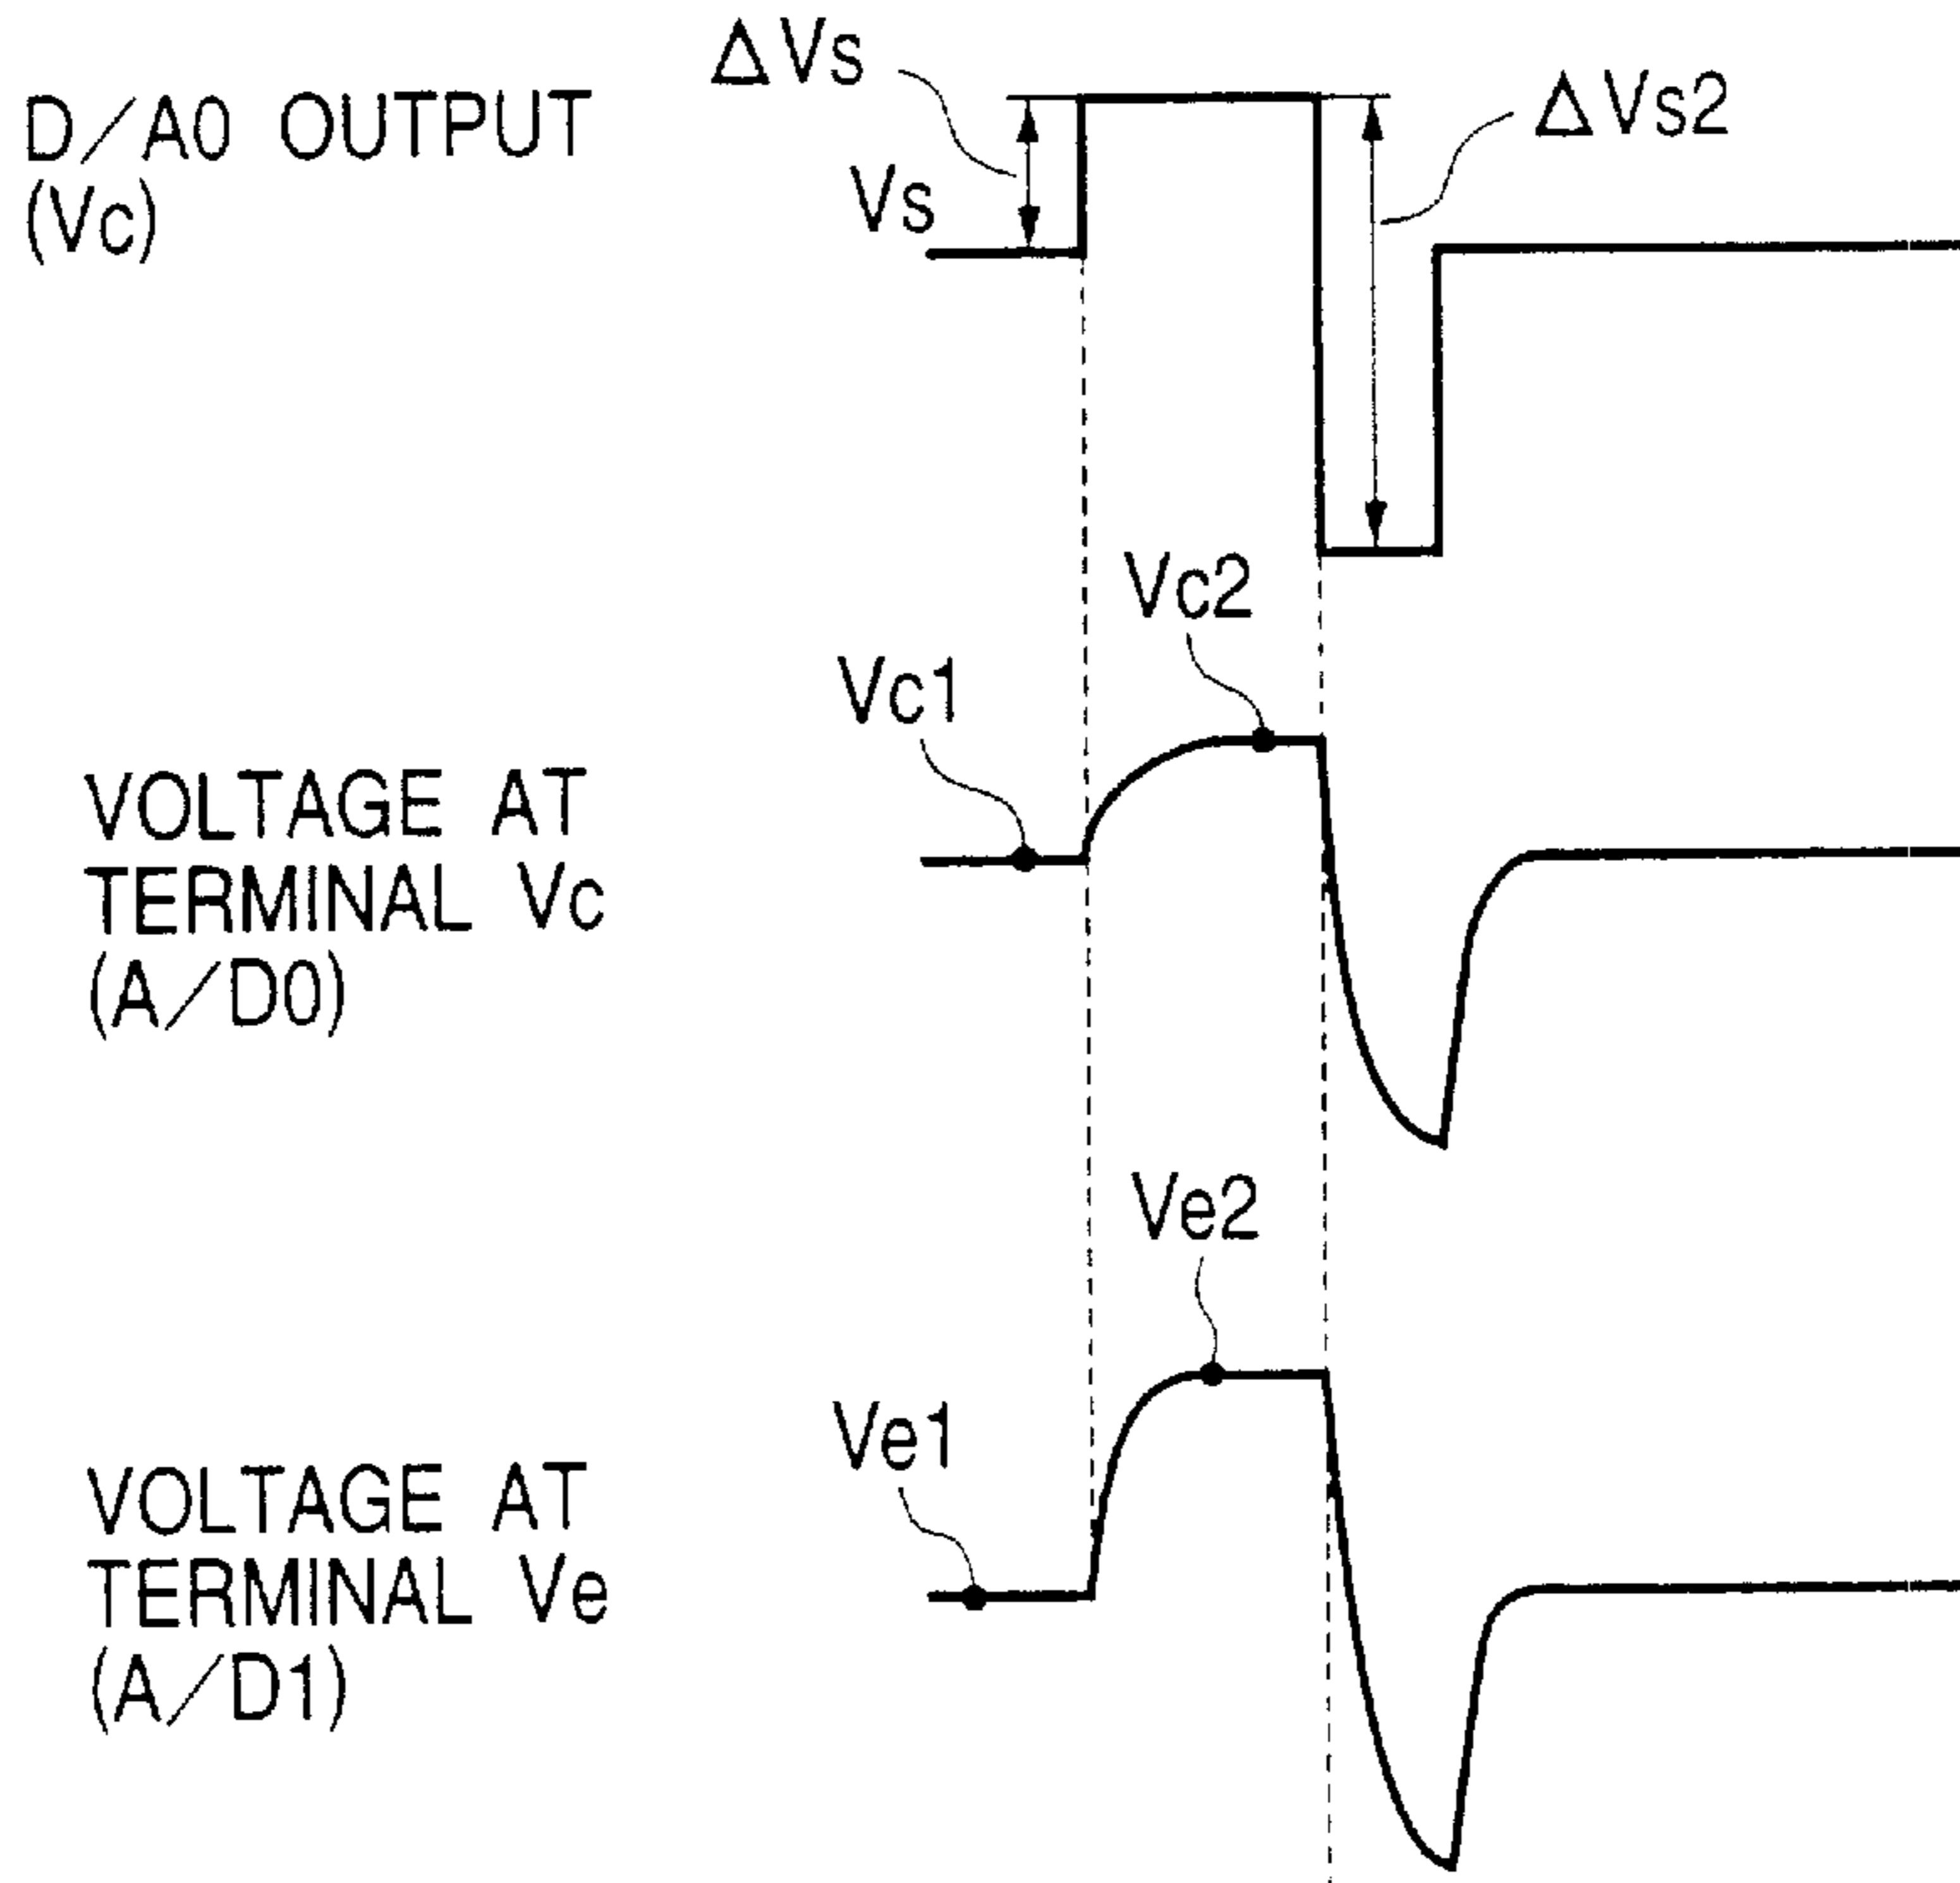 ΔVs
D/A0 OUTPUT
(Vc)
Vs
ΔVs2
Vc2
Vc1
VOLTAGE AT
TERMINAL Vc
(A/D0)
Ve2
Ve1
VOLTAGE AT
TERMINAL Ve
(A/D1)